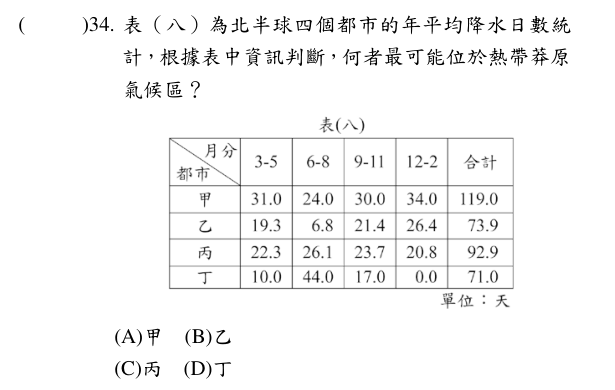 (　　)34. 表（八）為北半球四個都市的年平均降水日數統
計，根據表中資訊判斷，何者最可能位於熱帶莽原
氣候區？
表(八)
月分 都市 3-5 6-8 9-11 12-2 合計
甲 31.0 24.0 30.0 34.0 119.0
乙 19.3 6.8 21.4 26.4 73.9
丙 22.3 26.1 23.7 20.8 92.9
丁 10.0 44.0 17.0 0.0 71.0
單位：天
(A)甲 (B)乙
(C)丙 (D)丁